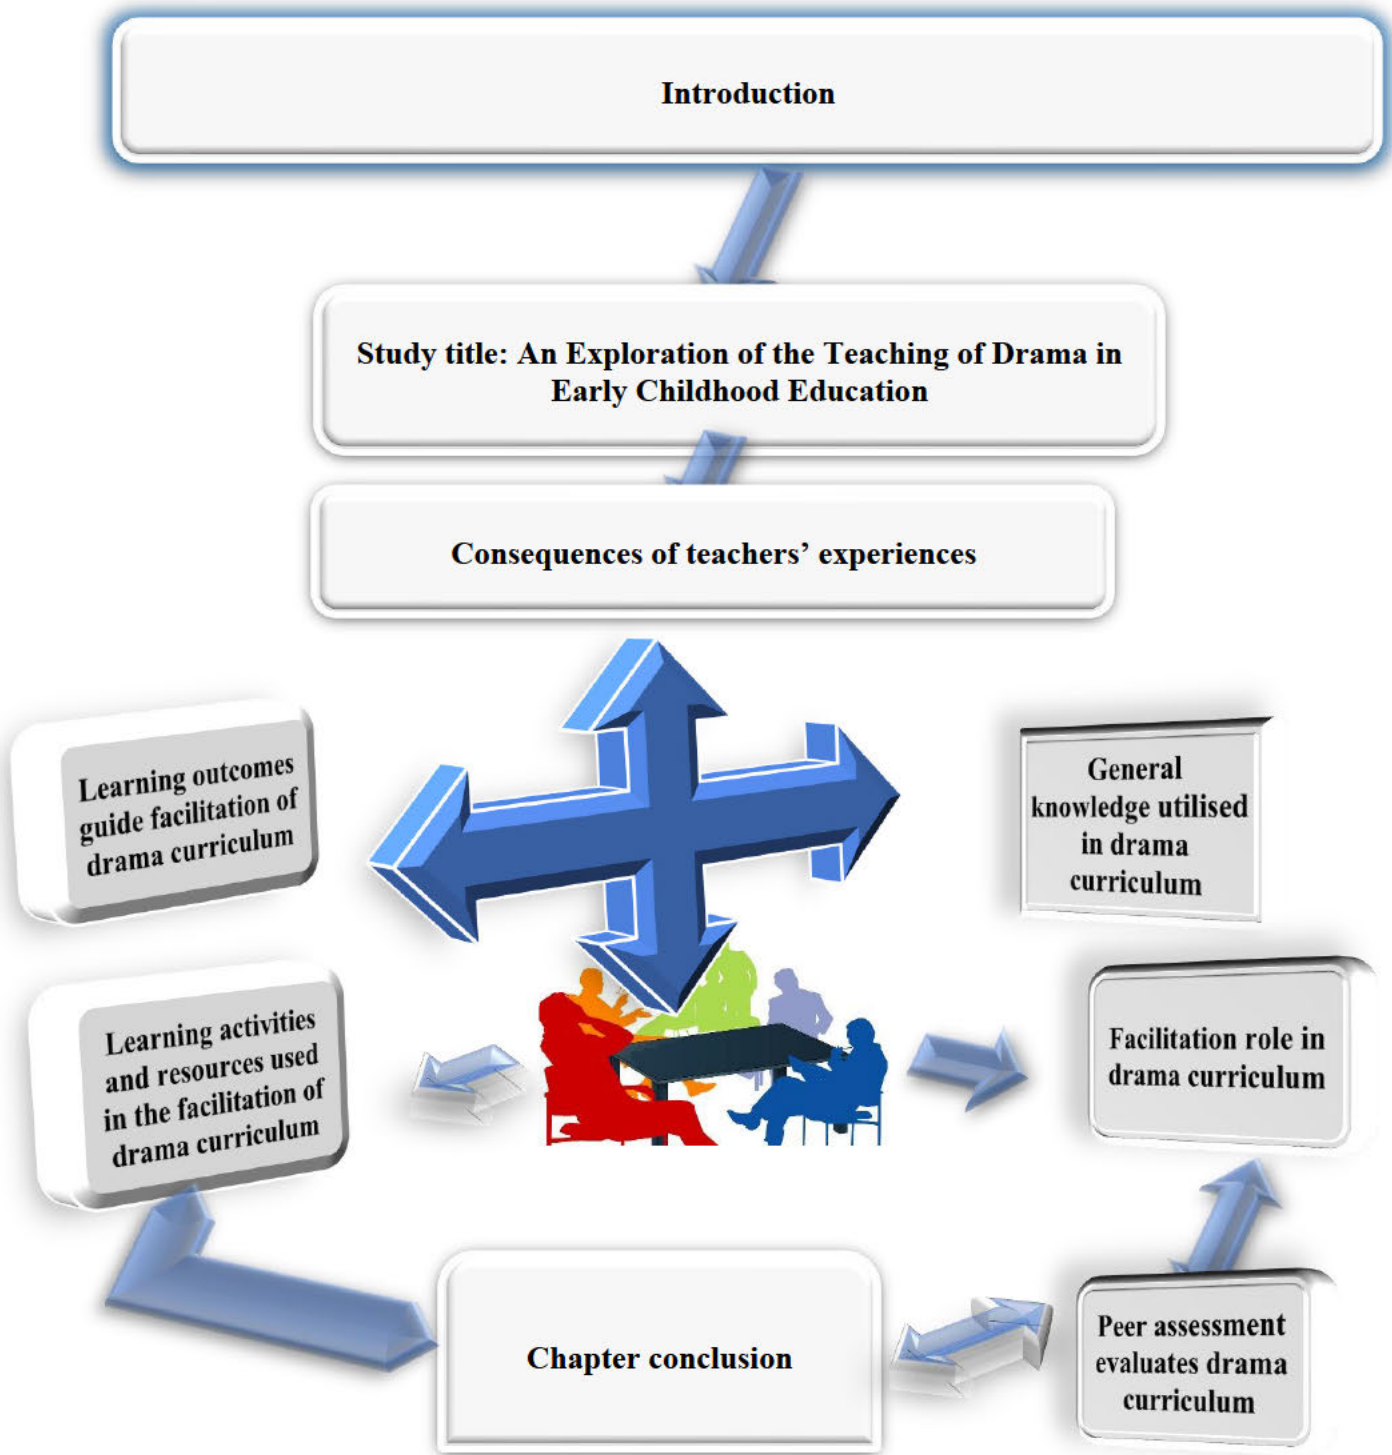 Introduction
Study title: An Exploration of the Teaching of Drama in
Early Childhood Education
Consequences of teachers’ experiences
Learning outcomes
guide facilitation of
drama curriculum
General
knowledge utilised
in drama
curriculum
Learning activities
and resources used
in the facilitation of
drama curriculum
Facilitation role in
drama curriculum
Chapter conclusion
Peer assessment
evaluates drama
curriculum